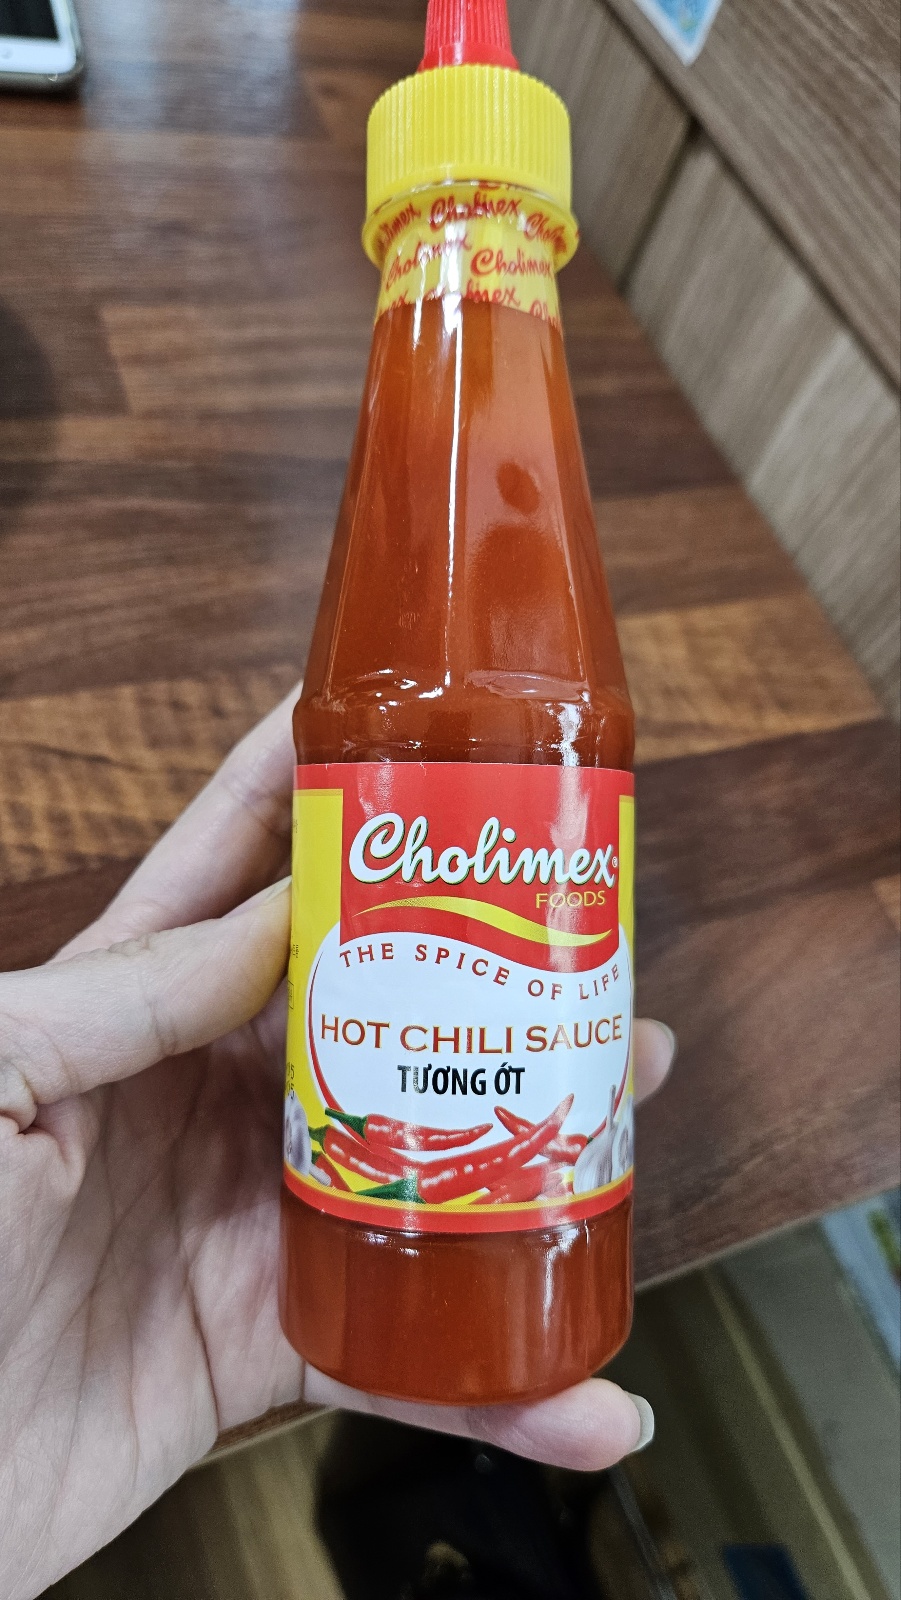 Cholimex
Cholimex
Cholimex
Cholimex®
FOODS
THE SPICE OF LIFE
HOT CHILI SAUCE
TƯƠNG ỚT